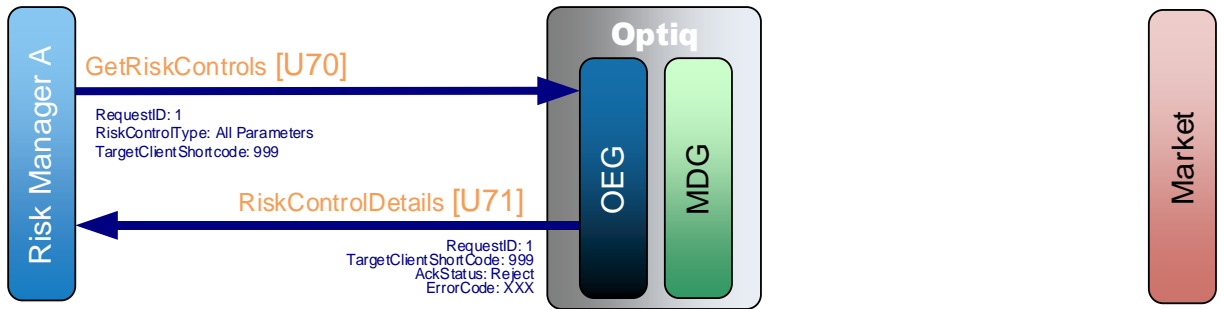 Risk Manager A
GetRiskControls [U70]
RequestID: 1
RiskControlType: All Parameters
TargetClientShortcode: 999
RiskControlDetails [U71]
RequestID: 1
TargetClientShortCode: 999
AckStatus: Reject
ErrorCode: XXX
Optiq
OEG
MDG
Market